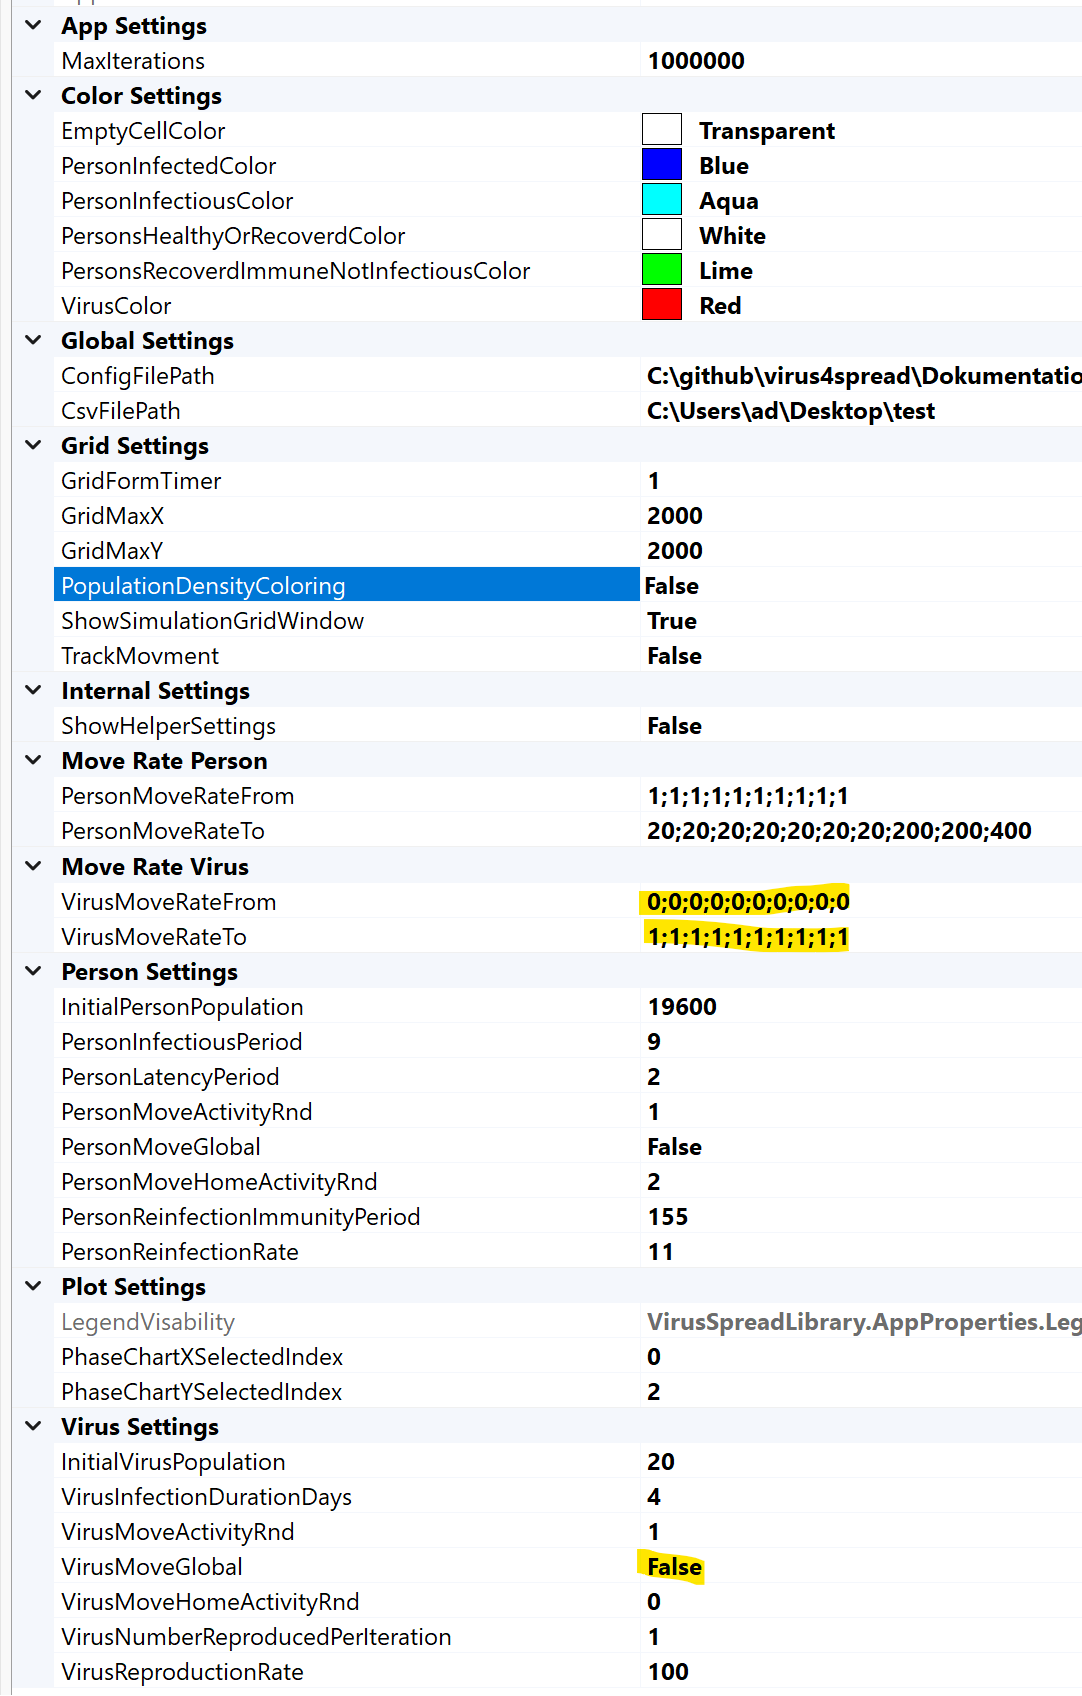 App Settings
MaxIterations 1000000
Color Settings
EmptyCellColor Transparent
PersonInfectedColor Blue
PersonInfectiousColor Aqua
PersonsHealthyOrRecoverdColor White
PersonsRecoverdImmuneNotInfectiousColor Lime
VirusColor Red
Global Settings
ConfigFilePath C:\github\virus4spread\Dokumentatio
CsvFilePath C:\Users\ad\Desktop\test
Grid Settings
GridFormTimer 1
GridMaxX 2000
GridMaxY 2000
PopulationDensityColoring False
ShowSimulationGridWindow True
TrackMovment False
Internal Settings
ShowHelperSettings False
Move Rate Person
PersonMoveRateFrom 1;1;1;1;1;1;1;1;1;1
PersonMoveRateTo 20;20;20;20;20;20;20;200;200;400
Move Rate Virus
VirusMoveRateFrom 0;0;0;0;0;0;0;0;0;0
VirusMoveRateTo 1;1;1;1;1;1;1;1;1;1
Person Settings
InitialPersonPopulation 19600
PersonInfectiousPeriod 9
PersonLatencyPeriod 2
PersonMoveActivityRnd 1
PersonMoveGlobal False
PersonMoveHomeActivityRnd 2
PersonReinfectionImmunityPeriod 155
PersonReinfectionRate 11
Plot Settings
LegendVisability VirusSpreadLibrary.AppProperties.Leg
PhaseChartXSelectedIndex 0
PhaseChartYSelectedIndex 2
Virus Settings
InitialVirusPopulation 20
VirusInfectionDurationDays 4
VirusMoveActivityRnd 1
VirusMoveGlobal False
VirusMoveHomeActivityRnd 0
VirusNumberReproducedPerIteration 1
VirusReproductionRate 100